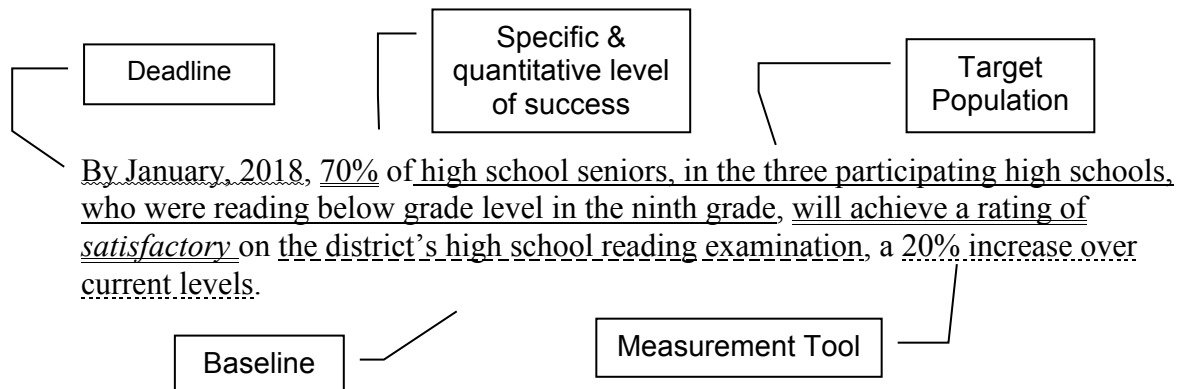 Deadline
Specific &
quantitative level
of success
Target
Population
By January, 2018, 70% of high school seniors, in the three participating high schools,
who were reading below grade level in the ninth grade, will achieve a rating of
satisfactory on the district’s high school reading examination, a 20% increase over
current levels.
Baseline
Measurement Tool